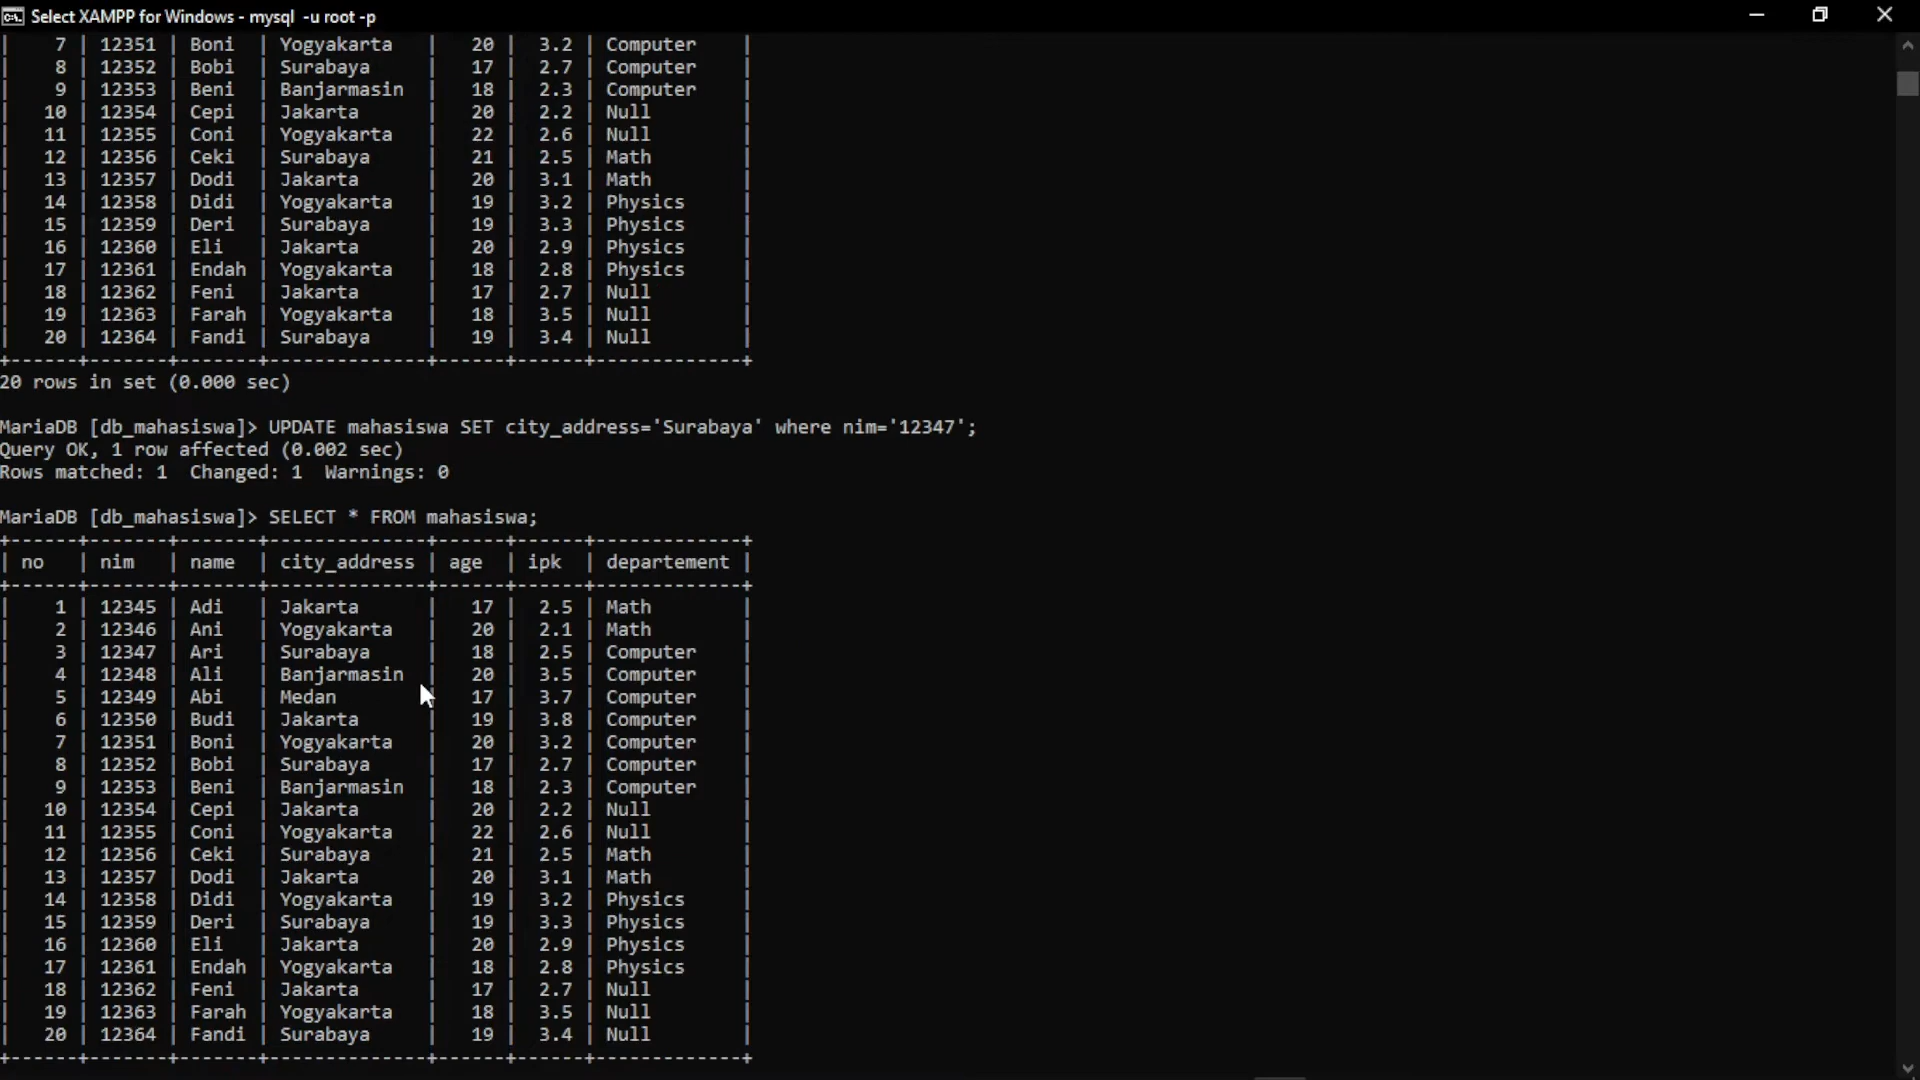 Select XAMPP for Windows - mysql -u root -p
| 7 | 12351 | Boni | Yogyakarta | 20 | 3.2 | Computer |
| 8 | 12352 | Bobi | Surabaya | 17 | 2.7 | Computer |
| 9 | 12353 | Beni | Banjarmasin | 18 | 2.3 | Computer |
| 10 | 12354 | Cepi | Jakarta | 20 | 2.2 | Null |
| 11 | 12355 | Coni | Yogyakarta | 22 | 2.6 | Null |
| 12 | 12356 | Ceki | Surabaya | 21 | 2.5 | Math |
| 13 | 12357 | Dodi | Jakarta | 20 | 3.1 | Math |
| 14 | 12358 | Didi | Yogyakarta | 19 | 3.2 | Physics |
| 15 | 12359 | Deri | Surabaya | 19 | 3.3 | Physics |
| 16 | 12360 | Eli | Jakarta | 20 | 2.9 | Physics |
| 17 | 12361 | Endah | Yogyakarta | 18 | 2.8 | Physics |
| 18 | 12362 | Feni | Jakarta | 17 | 2.7 | Null |
| 19 | 12363 | Farah | Yogyakarta | 18 | 3.5 | Null |
| 20 | 12364 | Fandi | Surabaya | 19 | 3.4 | Null |
+------+-------+-------+---------------+------+------+-------------+
20 rows in set (0.000 sec)
MariaDB [db_mahasiswa]> UPDATE mahasiswa SET city_address='Surabaya' where nim='12347';
Query OK, 1 row affected (0.002 sec)
Rows matched: 1 Changed: 1 Warnings: 0
MariaDB [db_mahasiswa]> SELECT * FROM mahasiswa;
+------+-------+-------+---------------+------+------+-------------+
| no | nim | name | city_address | age | ipk | departement |
+------+-------+-------+---------------+------+------+-------------+
| 1 | 12345 | Adi | Jakarta | 17 | 2.5 | Math |
| 2 | 12346 | Ani | Yogyakarta | 20 | 2.1 | Math |
| 3 | 12347 | Ari | Surabaya | 18 | 2.5 | Computer |
| 4 | 12348 | Ali | Banjarmasin | 20 | 3.5 | Computer |
| 5 | 12349 | Abi | Medan | 17 | 3.7 | Computer |
| 6 | 12350 | Budi | Jakarta | 19 | 3.8 | Computer |
| 7 | 12351 | Boni | Yogyakarta | 20 | 3.2 | Computer |
| 8 | 12352 | Bobi | Surabaya | 17 | 2.7 | Computer |
| 9 | 12353 | Beni | Banjarmasin | 18 | 2.3 | Computer |
| 10 | 12354 | Cepi | Jakarta | 20 | 2.2 | Null |
| 11 | 12355 | Coni | Yogyakarta | 22 | 2.6 | Null |
| 12 | 12356 | Ceki | Surabaya | 21 | 2.5 | Math |
| 13 | 12357 | Dodi | Jakarta | 20 | 3.1 | Math |
| 14 | 12358 | Didi | Yogyakarta | 19 | 3.2 | Physics |
| 15 | 12359 | Deri | Surabaya | 19 | 3.3 | Physics |
| 16 | 12360 | Eli | Jakarta | 20 | 2.9 | Physics |
| 17 | 12361 | Endah | Yogyakarta | 18 | 2.8 | Physics |
| 18 | 12362 | Feni | Jakarta | 17 | 2.7 | Null |
| 19 | 12363 | Farah | Yogyakarta | 18 | 3.5 | Null |
| 20 | 12364 | Fandi | Surabaya | 19 | 3.4 | Null |
+------+-------+-------+---------------+------+------+-------------+